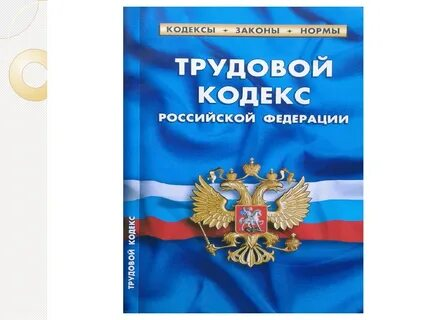 КОДЕКСЫ + ЗАКОНЫ + НОРМЫ
ТРУДОВОЙ
КОДЕКС
РОССИЙСКОЙ ФЕДЕРАЦИИ
ТРУДОВОЙ КОДЕКС